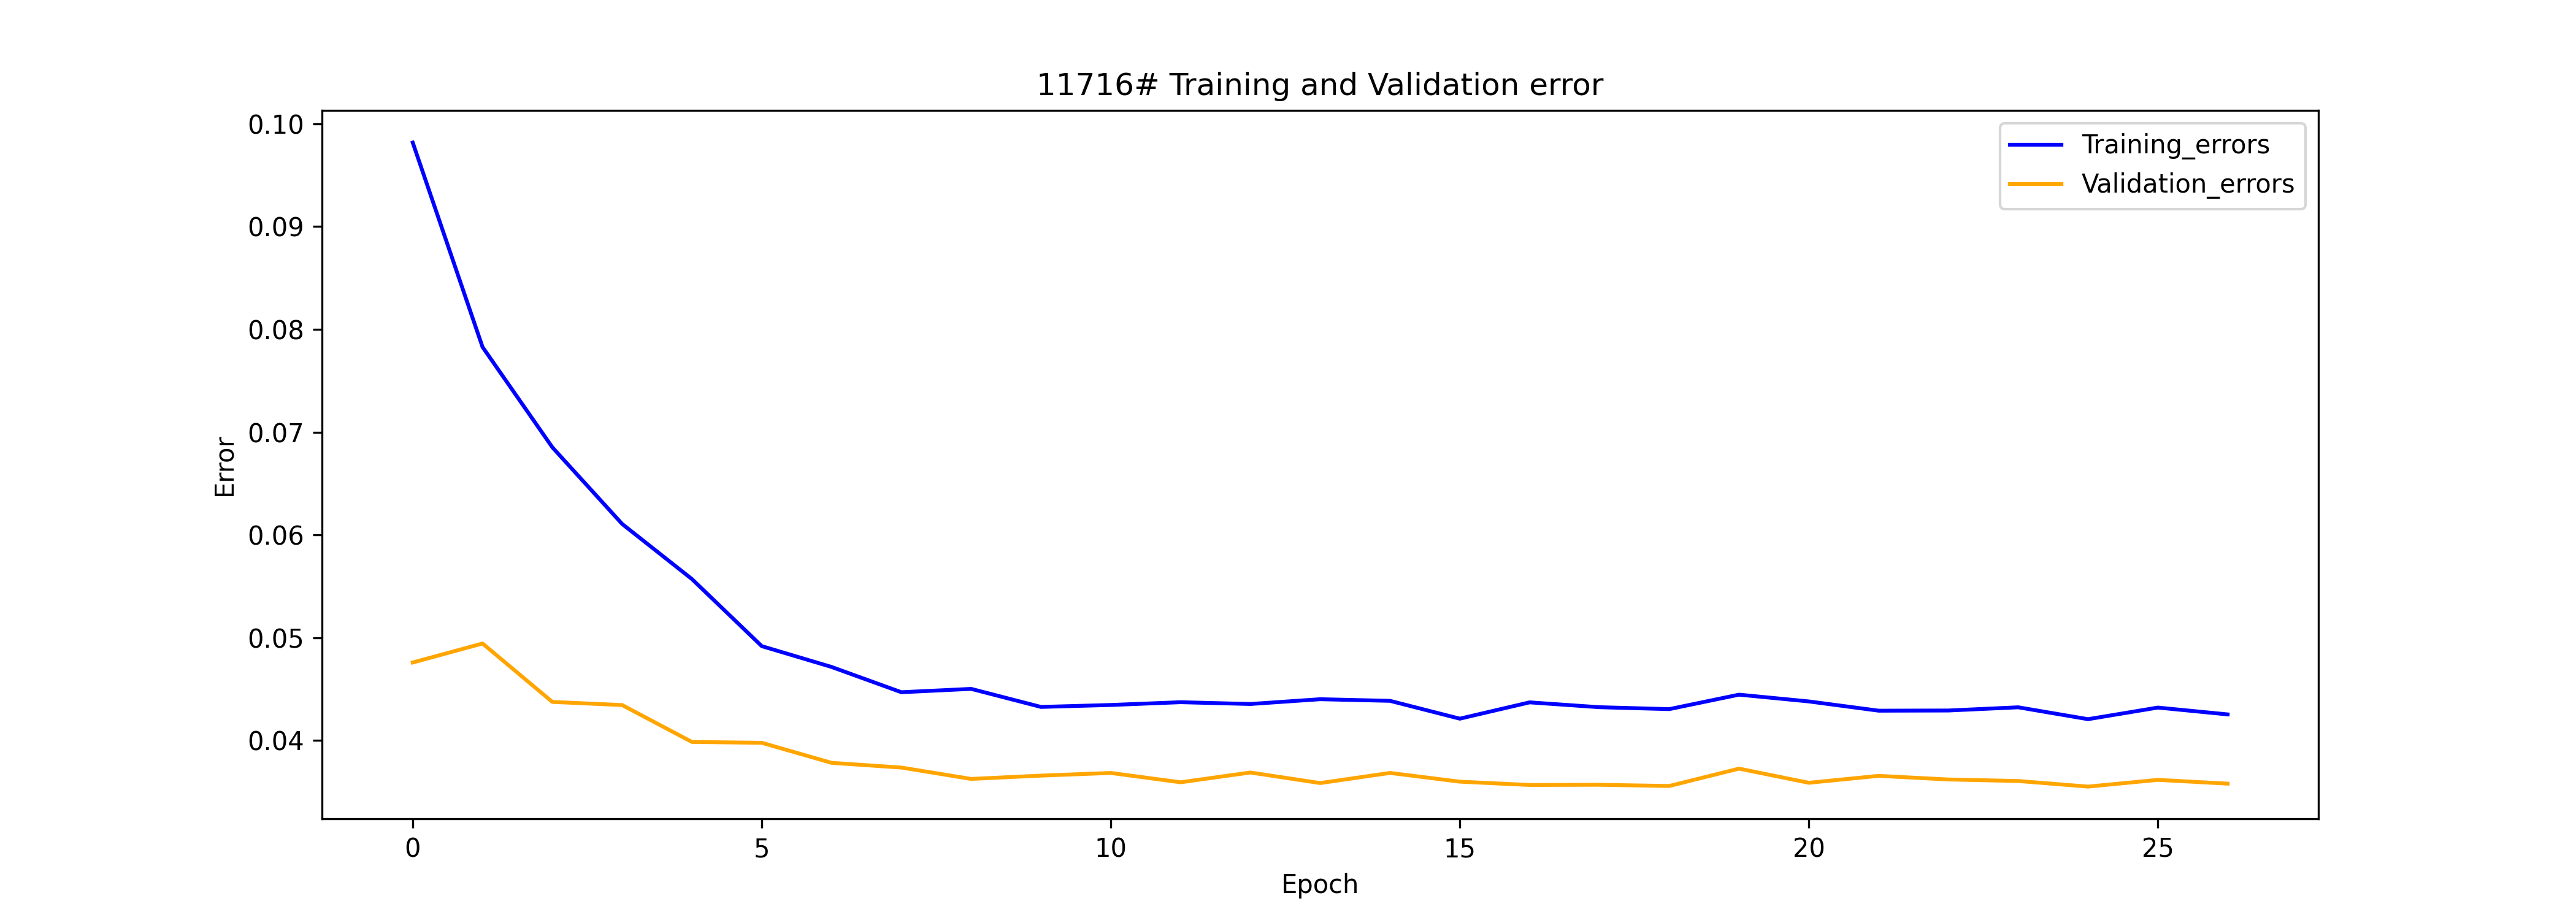 11716# Training and Validation error
Training_errors
Validation_errors
0.10
0.09
0.08
0.07
0.06
0.05
0.04
Error
0 5 10 15 20 25
Epoch